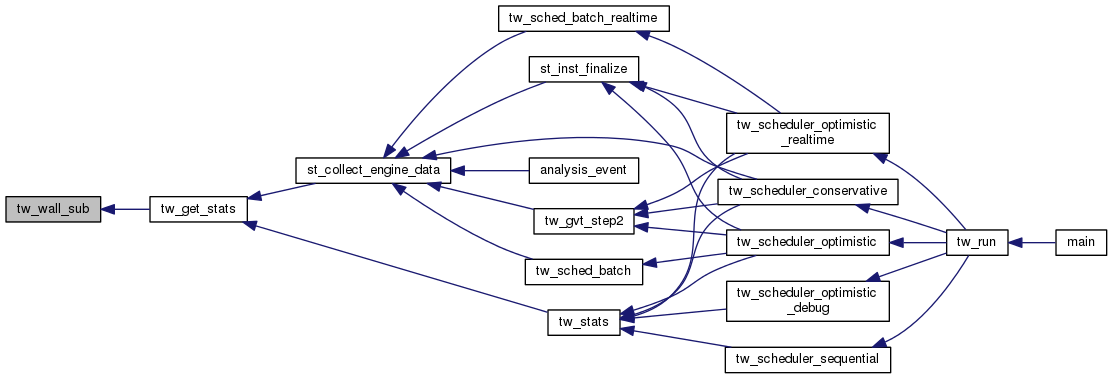 tw_sched_batch_realtime
st_inst_finalize
tw_scheduler_optimistic
_realtime
st_collect_engine_data
analysis_event
tw_scheduler_conservative
tw_wall_sub
tw_get_stats
tw_gvt_step2
tw_scheduler_optimistic
tw_run
main
tw_sched_batch
tw_scheduler_optimistic
_debug
tw_stats
tw_scheduler_sequential